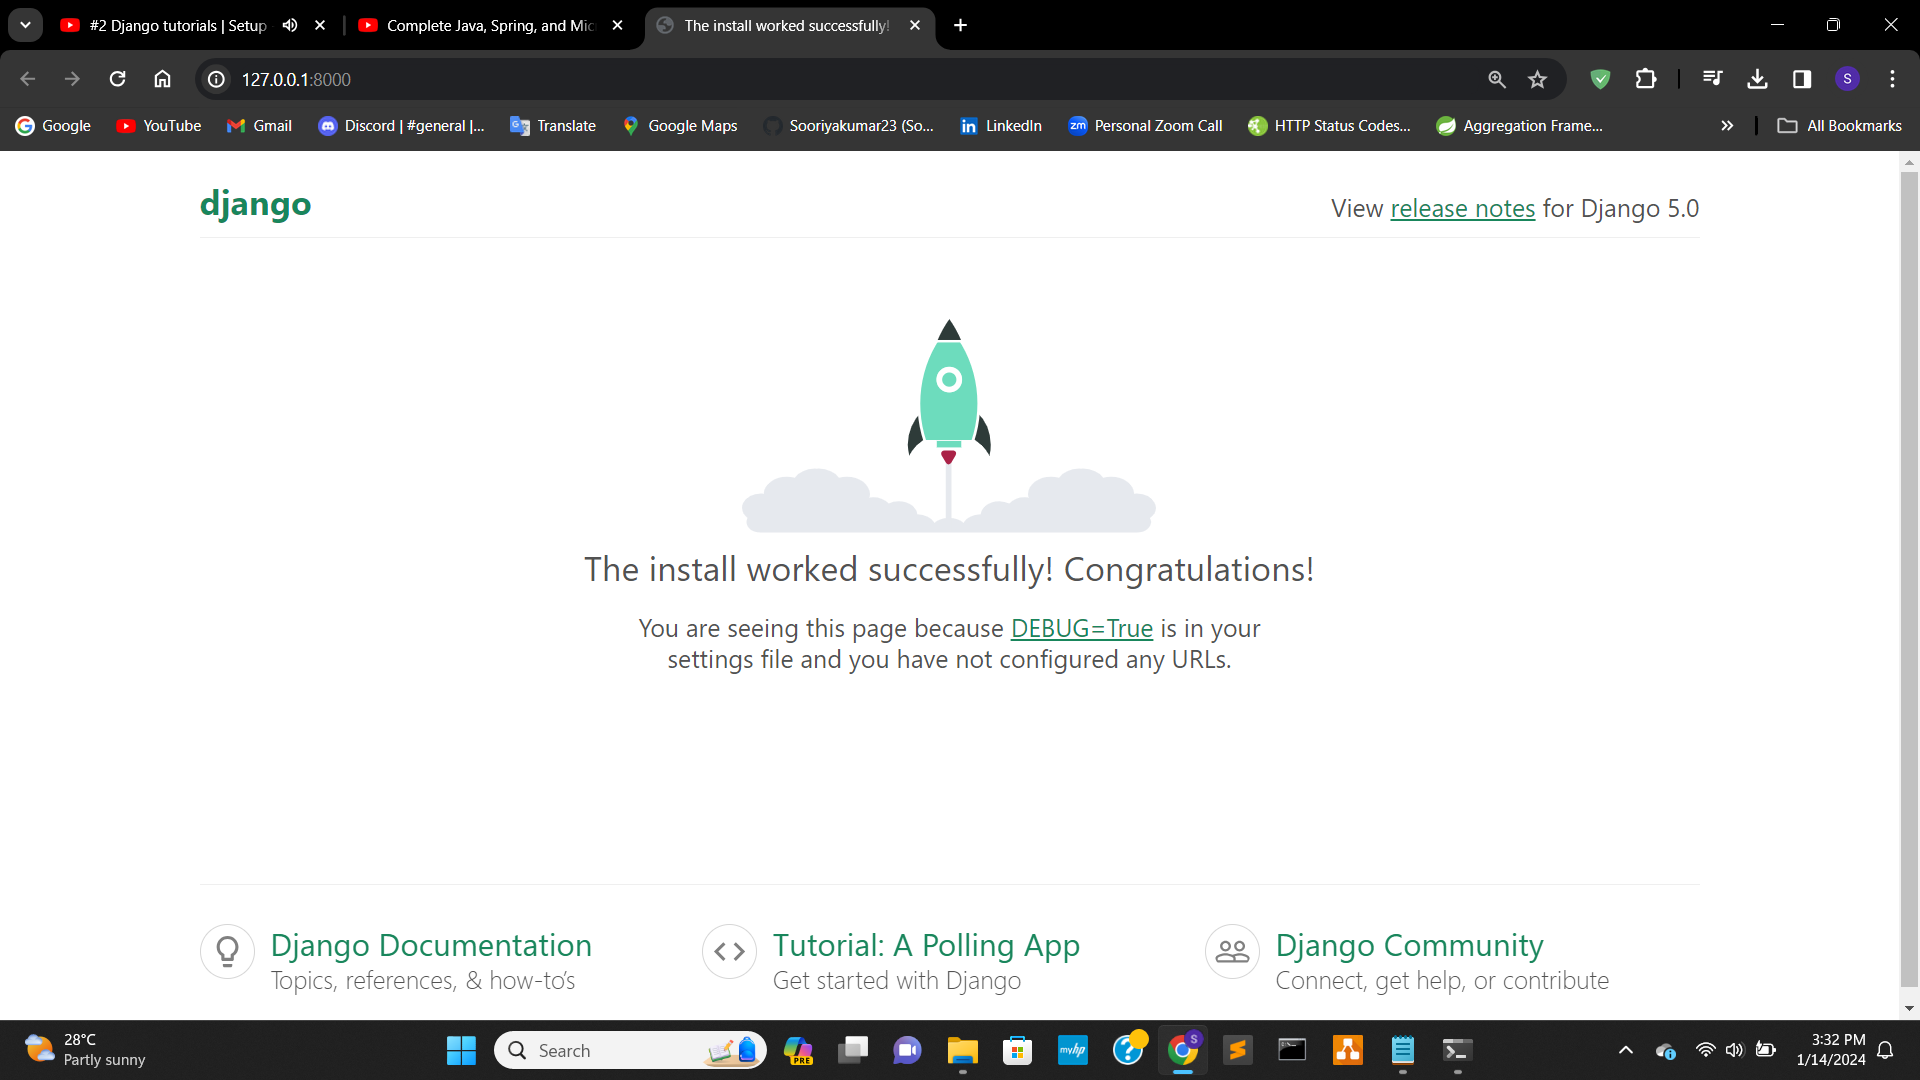 #2 Django tutorials | Setup
Complete Java, Spring, and Mic
The install worked successfully!
127.0.0.1:8000
S
Google
YouTube
Gmail
Discord | #general |...
Translate
Google Maps
Sooriyakumar23 (So...
LinkedIn
Personal Zoom Call
HTTP Status Codes...
Aggregation Frame...
All Bookmarks
django
View release notes for Django 5.0
The install worked successfully! Congratulations!
You are seeing this page because DEBUG=True is in your
settings file and you have not configured any URLs.
Django Documentation
Topics, references, & how-to's
Tutorial: A Polling App
Get started with Django
Django Community
Connect, get help, or contribute
28°C
Partly sunny
Search
PRE
myhp
S
3:32 PM
1/14/2024